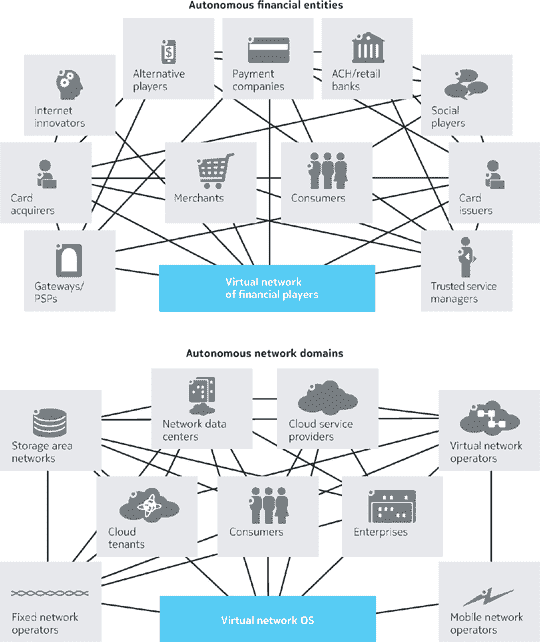 Autonomous financial entities
Alternative
players
Payment
companies
ACH/retail
banks
Internet
innovators
Social
players
Card
acquirers
Merchants
Consumers
Card
issuers
Gateways/
PSPs
Virtual network
of financial players
Trusted service
managers
Autonomous network domains
Storage area
networks
Network data
centers
Cloud service
providers
Virtual network
operators
Cloud
tenants
Consumers
Enterprises
Fixed network
operators
Virtual network OS
Mobile network
operators